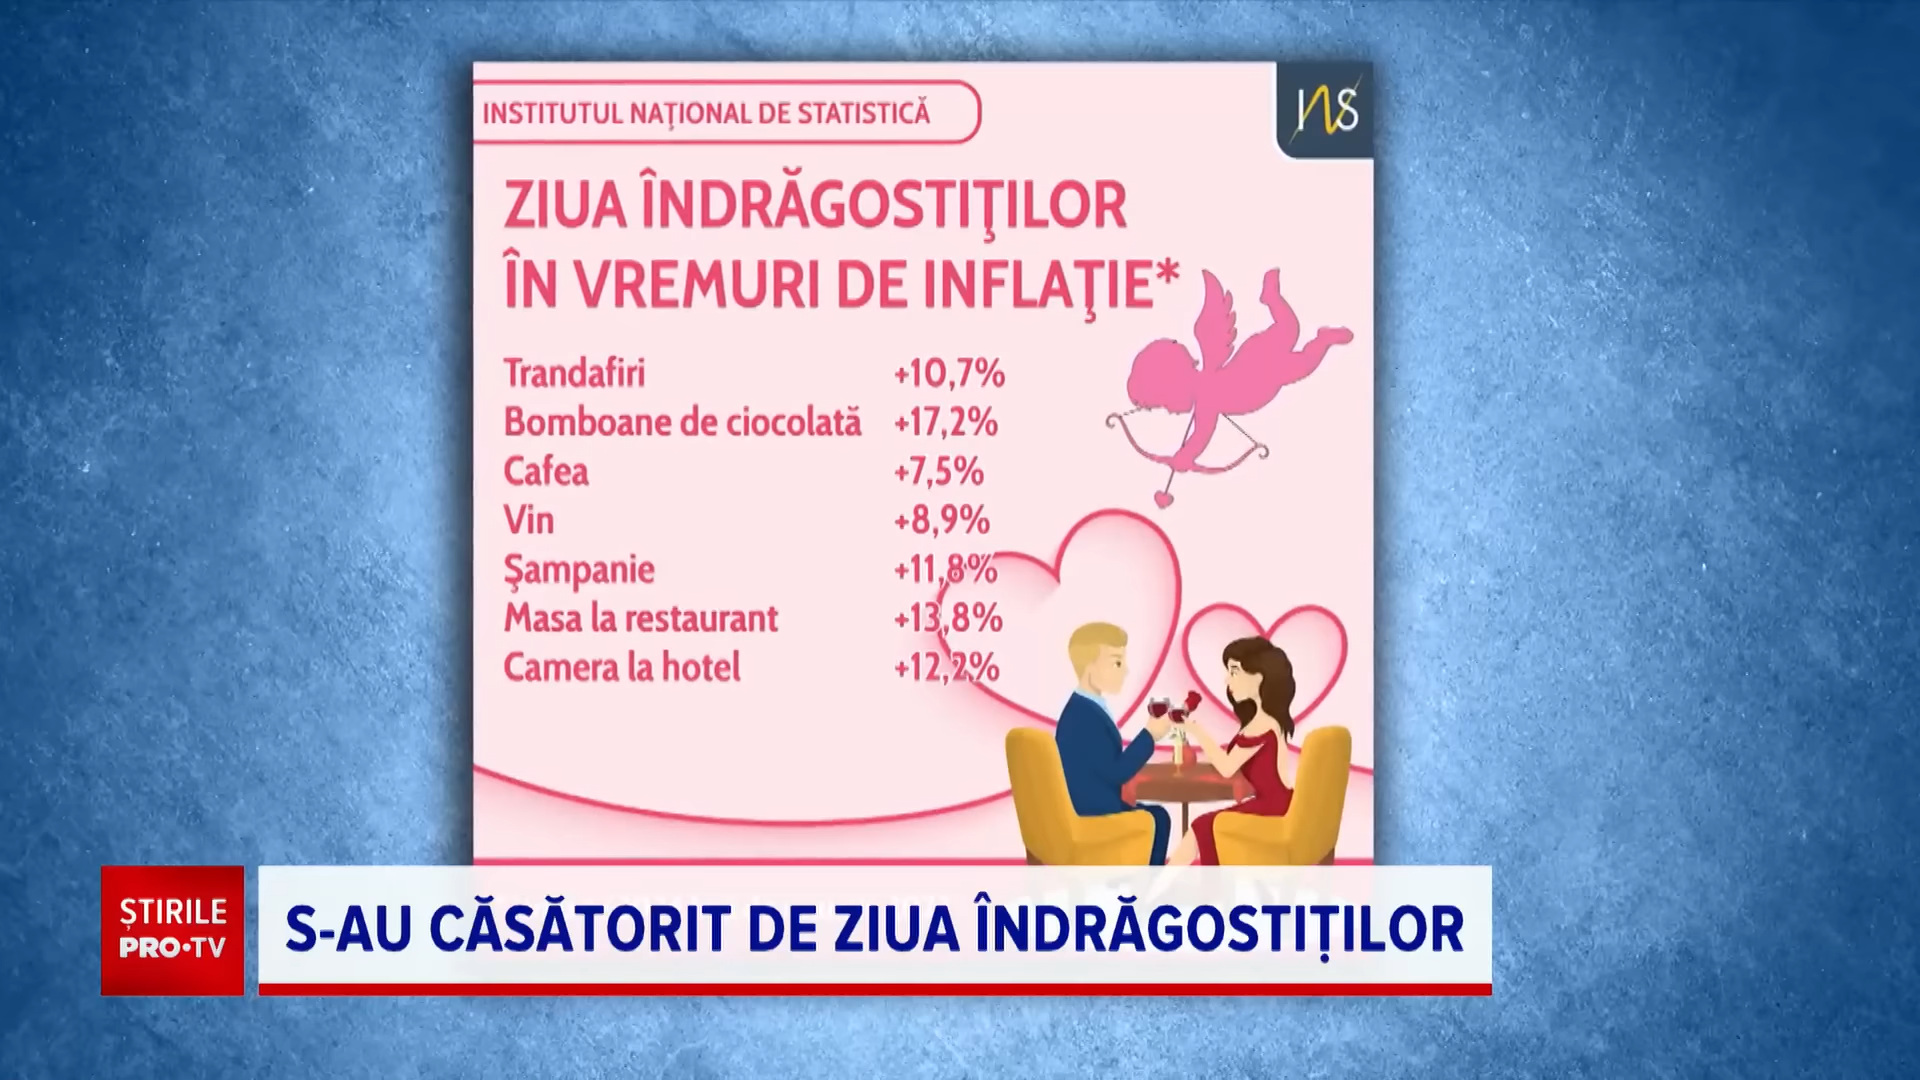 INSTITUTUL NAŢIONAL DE STATISTICĂ
INS
ZIUA ÎNDRĂGOSTIŢILOR
ÎN VREMURI DE INFLAŢIE*
Trandafiri +10,7%
Bomboane de ciocolată +17,2%
Cafea +7,5%
Vin +8,9%
Şampanie +11,8%
Masa la restaurant +13,8%
Camera la hotel +12,2%
ȘTIRILE
PRO•TV
S-AU CĂSĂTORIT DE ZIUA ÎNDRĂGOSTIȚILOR